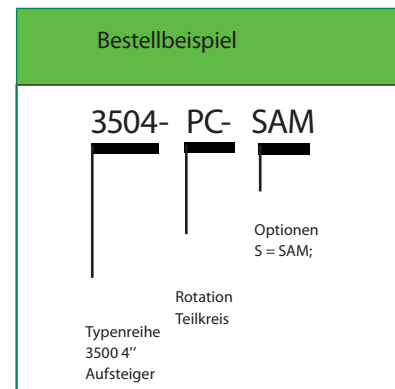 Bestellbeispiel
3504- PC- SAM
Optionen
S = SAM;
Rotation
Teilkreis
Typenreihe
3500 4’’
Aufsteiger